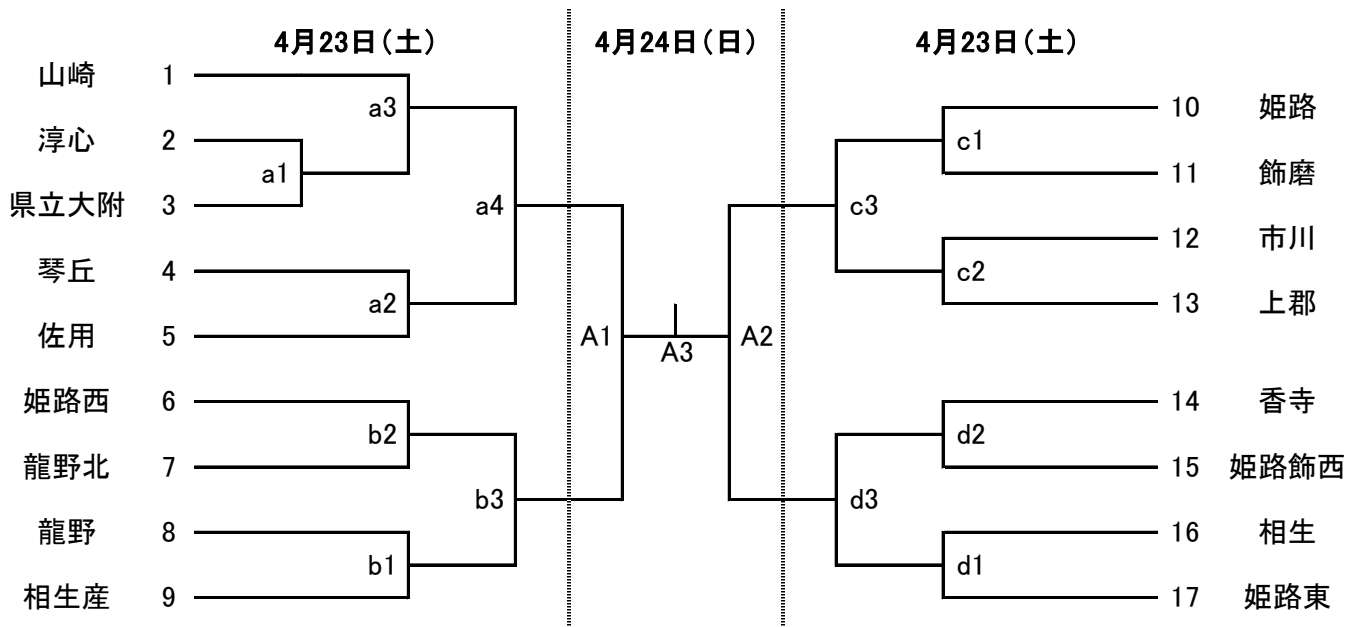 4月23日（土） 4月24日（日） 4月23日（土）
山崎 1
a3
10 姫路
淳心 2
c1
a1
11 飾磨
県立大附 3
a4
c3
12 市川
琴丘 4
c2
a2
13 上郡
佐用 5
A1
A2
A3
姫路西 6
14 香寺
b2
d2
龍野北 7
15 姫路飾西
b3
d3
龍野 8
16 相生
b1
d1
相生産 9
17 姫路東